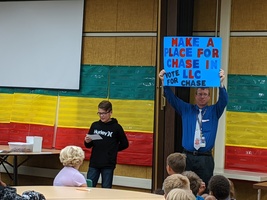 MAKE A
PLACE FOR
CHASE IN
VOTE LLC
FOR CHASE
Hurley